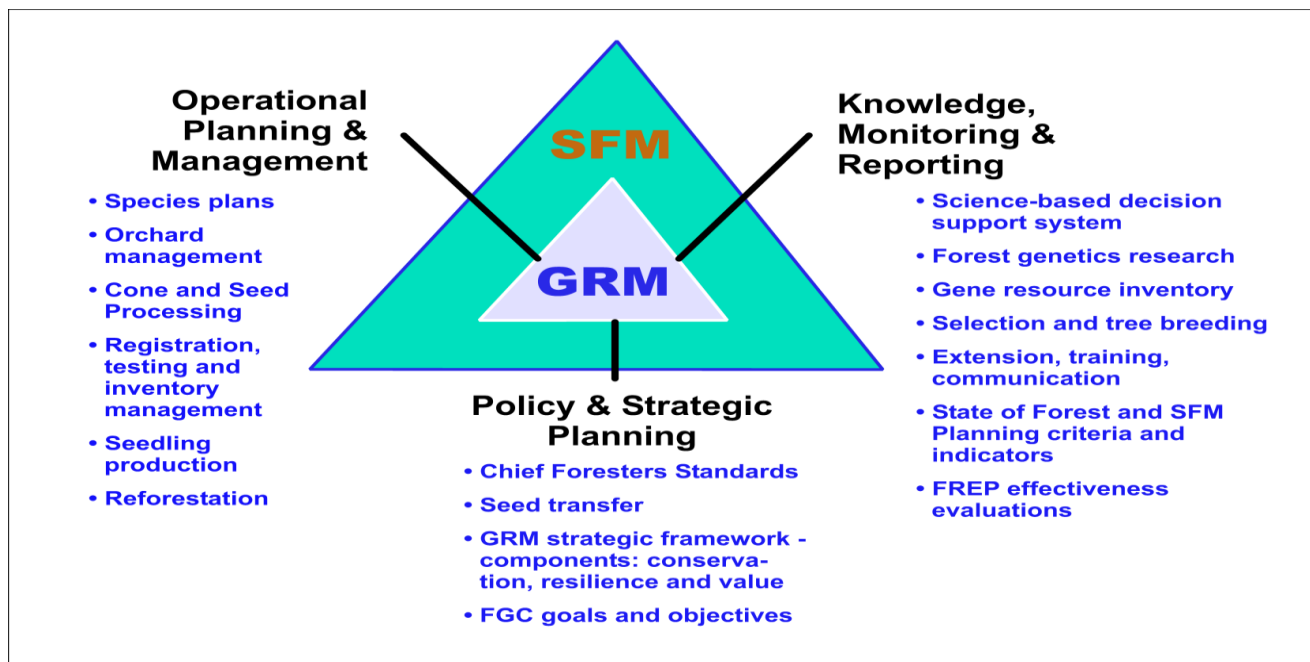 Operational
Planning &
Management
• Species plans
• Orchard
management
• Cone and Seed
Processing
• Registration,
testing and
inventory
management
• Seedling
production
• Reforestation
SFM
GRM
Knowledge,
Monitoring &
Reporting
• Science-based decision
support system
• Forest genetics research
• Gene resource inventory
• Selection and tree breeding
• Extension, training,
communication
• State of Forest and SFM
Planning criteria and
indicators
• FREP effectiveness
evaluations
Policy & Strategic
Planning
• Chief Foresters Standards
• Seed transfer
• GRM strategic framework -
components: conserva-
tion, resilience and value
• FGC goals and objectives